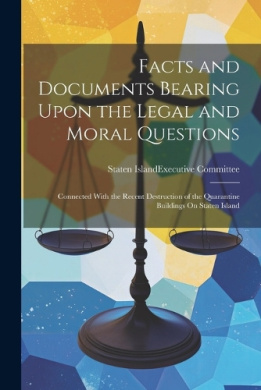 Facts and
Documents Bearing
Upon the Legal and
Moral Questions
Staten IslandExecutive Committee
Connected With the Recent Destruction of the Quarantine
Buildings On Staten Island